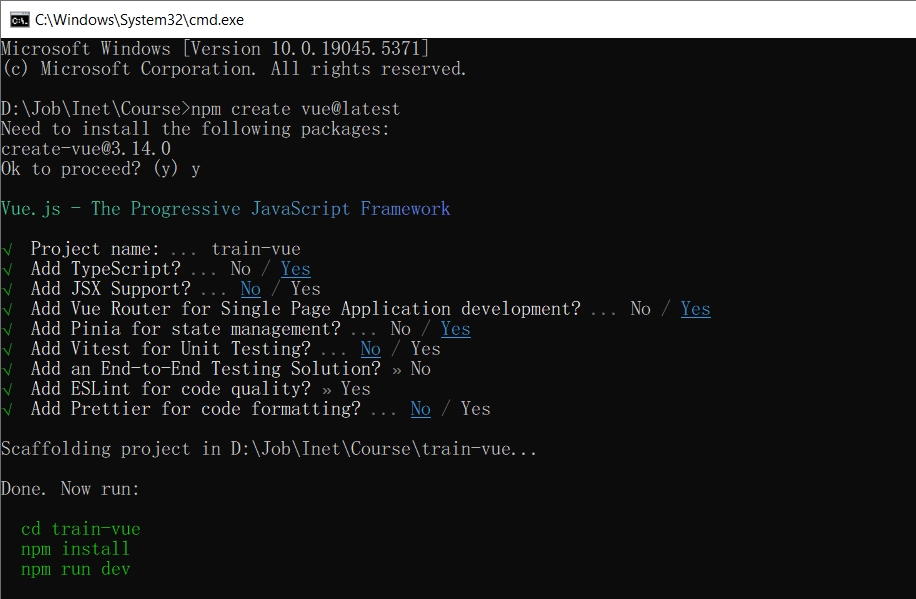 C:\Windows\System32\cmd.exe
Microsoft Windows [Version 10.0.19045.5371]
(c) Microsoft Corporation. All rights reserved.
D:\Job\Inet\Course>npm create vue@latest
Need to install the following packages:
create-vue@3.14.0
Ok to proceed? (y) y
Vue.js - The Progressive JavaScript Framework
√ Project name: ... train-vue
√ Add TypeScript? ... No / Yes
√ Add JSX Support? ... No / Yes
√ Add Vue Router for Single Page Application development? ... No / Yes
√ Add Pinia for state management? ... No / Yes
√ Add Vitest for Unit Testing? ... No / Yes
√ Add an End-to-End Testing Solution? » No
√ Add ESLint for code quality? » Yes
√ Add Prettier for code formatting? ... No / Yes
Scaffolding project in D:\Job\Inet\Course\train-vue...
Done. Now run:
cd train-vue
npm install
npm run dev